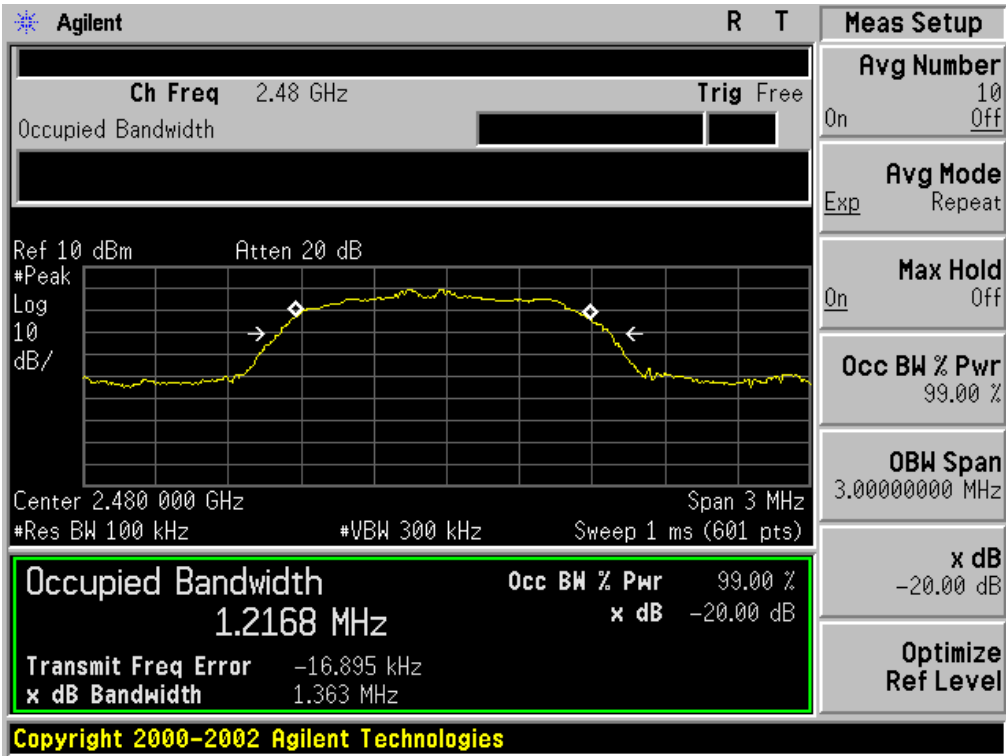 Agilent R T
Meas Setup
Ch Freq 2.48 GHz Trig Free
Occupied Bandwidth
Ref 10 dBm Atten 20 dB
#Peak
Log
10
dB/
Center 2.480 000 GHz Span 3 MHz
#Res BW 100 kHz #VBW 300 kHz Sweep 1 ms (601 pts)
Occupied Bandwidth Occ BW % Pwr 99.00 %
1.2168 MHz x dB -20.00 dB
Transmit Freq Error -16.895 kHz
x dB Bandwidth 1.363 MHz
Avg Number
10
On Off
Avg Mode
Exp Repeat
Max Hold
On Off
Occ BW % Pwr
99.00 %
OBW Span
3.00000000 MHz
x dB
-20.00 dB
Optimize
Ref Level
Copyright 2000-2002 Agilent Technologies